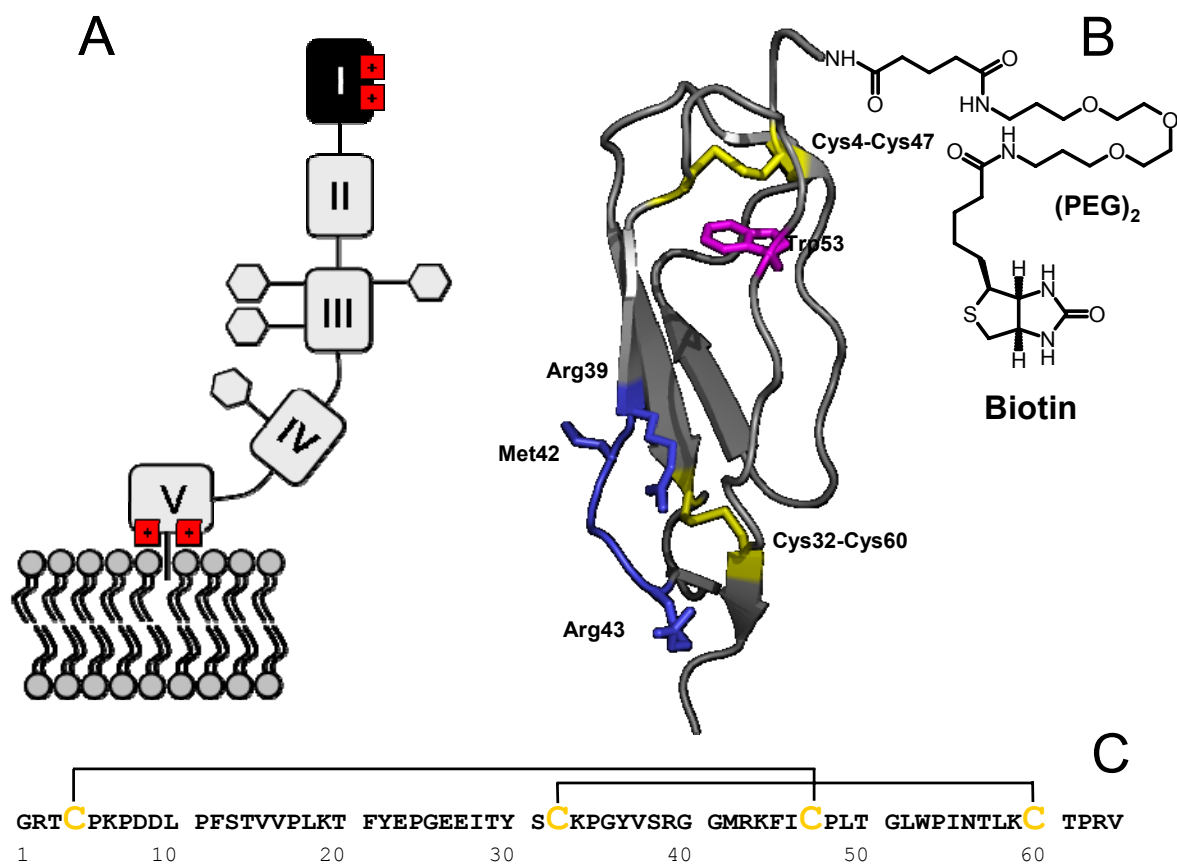 A
B
I
+
+
II
III
IV
V
+ +
NH
O
O
HN
O
O
O
H
N
O
(PEG)2
Cys4-Cys47
Trp53
Arg39
Met42
Cys32-Cys60
Arg43
H
H
N
S
O
N
H
H
Biotin
C
GRTCPKPDDL PFSTVVPLKT FYEPGEEITY SCKPGYVSRG GMRKFICPLT GLWPINTLKC TPRV
1 10 20 30 40 50 60